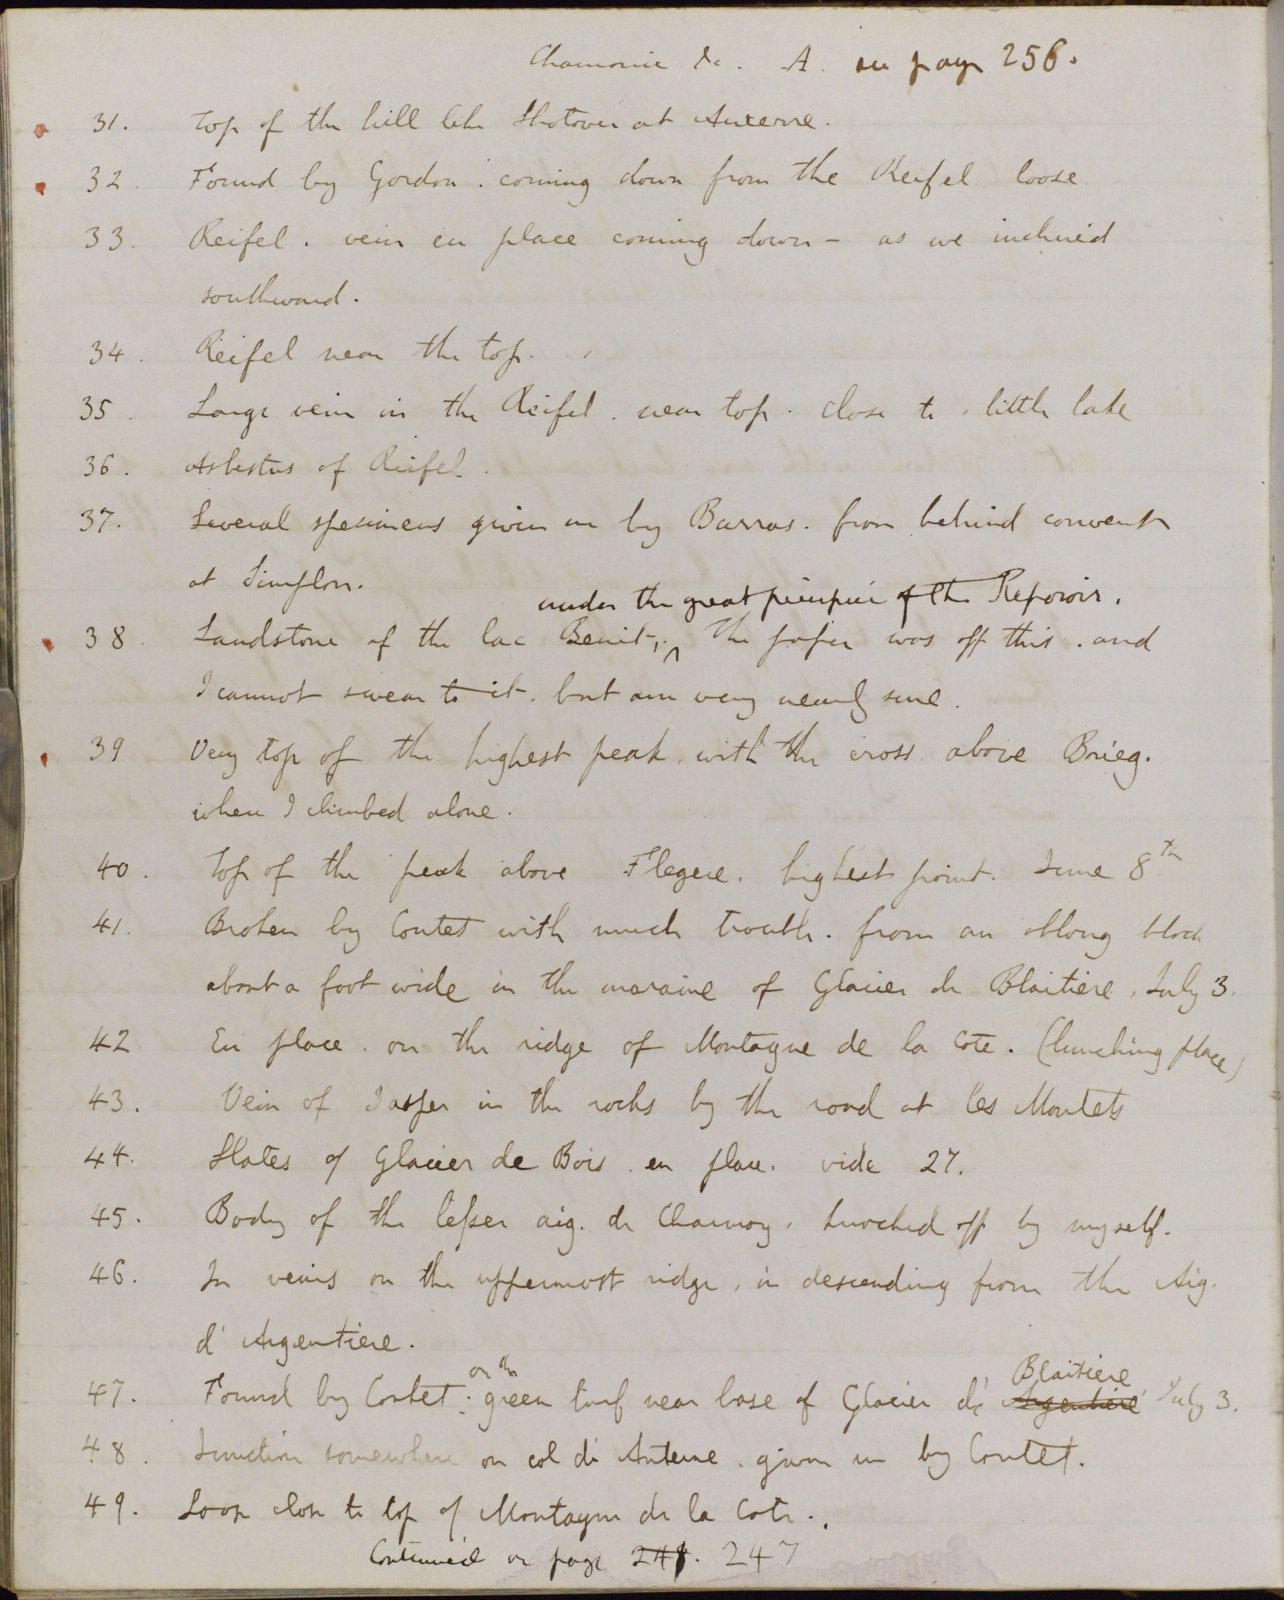 Chamonie &c. A. see page 256.
31. Top of the hill like Shotover at Auxerre.
32. Found by Gordon. coming down from the Reifel loose
33. Reifel. vein in place coming down – as we inclined
southward.
34. Reifel near the top.
35. Large vein in the Reifel. near top. close to little lake
36. Asbestus of Reifel.
37. Several specimens given me by Barras. from behind convent
at Simplon.
under the great precipice of the Reposoir.
38. Sandstone of the lac Benit, ^ The paper was off this. and
I cannot swear to it. but am very nearly sure.
39 Very top of the highest peak. with the cross above Brieg.
when I climbed alone.
40. Top of the peak above Flegere. highest point. June 8th
41. Broken by Coutet with much trouble. from an oblong block
about a foot wide in the moraine of Glacier de Blaitiere, July 3.
42 En place. on the ridge of Montagne de la Cote. (lunching place)
43. Vein of Jasper in the rocks by the road at les Montets
44. Slates of Glacier de Bois en place. vide 27.
45. Body of the lesser aig. de Charmoz, knocked off by myself.
46. In veins on the uppermost ridge, in descending from the Aig.
d'Argentiere.
on the Blaitiere
47. Found by Coutet: green turf near base of Glacier de Argentiere July 3.
48. Junction somewhere on col di Anterne, given me by Coutet.
49. Loose close to top of Montagne de la Cote.
Continued on page 248. 247